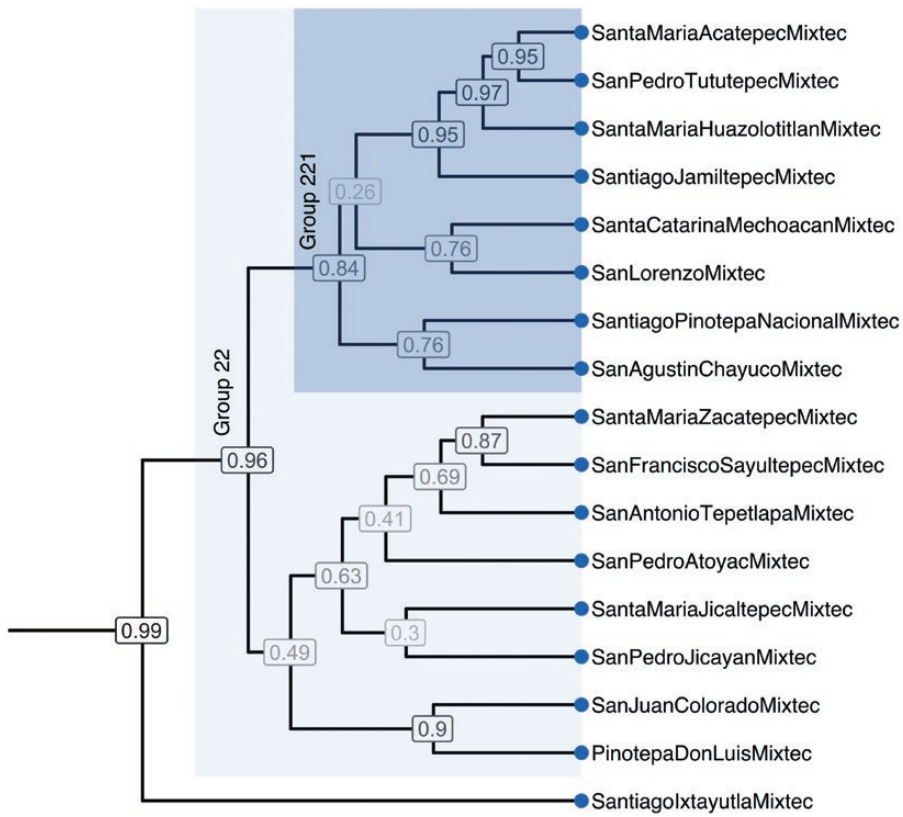 SantaMariaAcatepecMixtec
0.95
SanPedroTututepecMixtec
0.97
SantaMariaHuazolotitlanMixtec
0.95
SantiagoJamiltepecMixtec
Group 221
0.26
SantaCatarinaMechoacanMixtec
0.76
SanLorenzoMixtec
0.84
SantiagoPinotepaNacionalMixtec
0.76
SanAgustinChayucoMixtec
Group 22
SantaMariaZacatepecMixtec
0.87
0.96
SanFranciscoSayultepecMixtec
0.69
SanAntonioTepetlapaMixtec
0.41
SanPedroAtoyacMixtec
0.63
SantaMariaJicaltepecMixtec
0.99
0.3
0.49
SanPedroJicayanMixtec
SanJuanColoradoMixtec
0.9
PinotepaDonLuisMixtec
SantiagoIxtayutlaMixtec